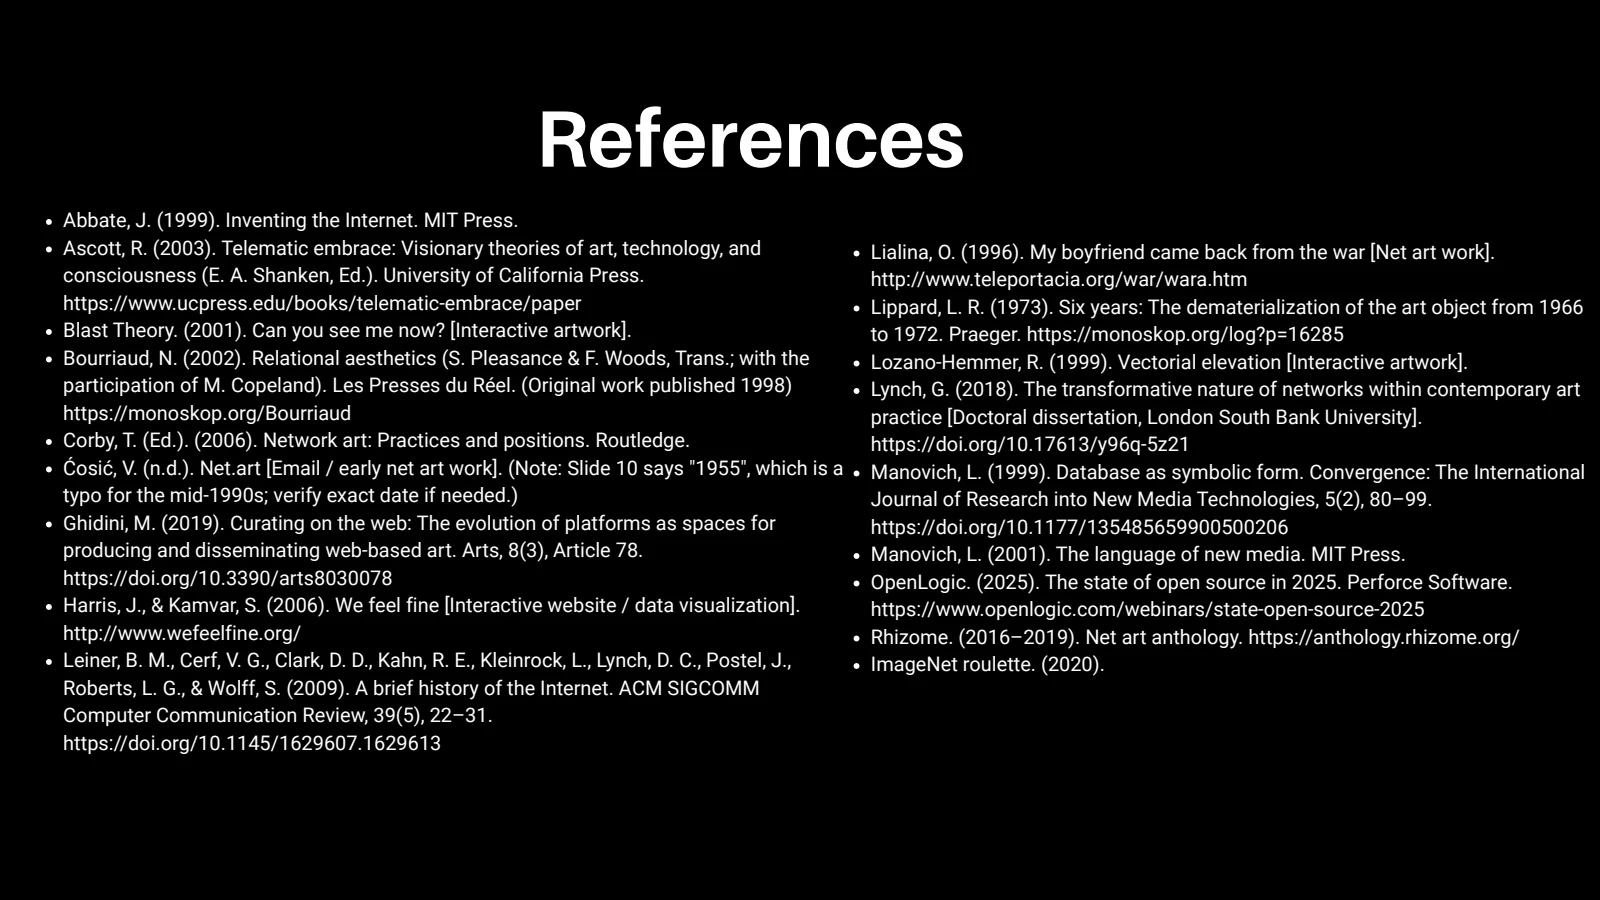 References
• Abbate, J. (1999). Inventing the Internet. MIT Press.
• Ascott, R. (2003). Telematic embrace: Visionary theories of art, technology, and
consciousness (E. A. Shanken, Ed.). University of California Press.
https://www.ucpress.edu/books/telematic-embrace/paper
• Blast Theory. (2001). Can you see me now? [Interactive artwork].
• Bourriaud, N. (2002). Relational aesthetics (S. Pleasance & F. Woods, Trans.; with the
participation of M. Copeland). Les Presses du Réel. (Original work published 1998)
https://monoskop.org/Bourriaud
• Corby, T. (Ed.). (2006). Network art: Practices and positions. Routledge.
• Ćosić, V. (n.d.). Net.art [Email / early net art work]. (Note: Slide 10 says "1955", which is a
typo for the mid-1990s; verify exact date if needed.)
• Ghidini, M. (2019). Curating on the web: The evolution of platforms as spaces for
producing and disseminating web-based art. Arts, 8(3), Article 78.
https://doi.org/10.3390/arts8030078
• Harris, J., & Kamvar, S. (2006). We feel fine [Interactive website / data visualization].
http://www.wefeelfine.org/
• Leiner, B. M., Cerf, V. G., Clark, D. D., Kahn, R. E., Kleinrock, L., Lynch, D. C., Postel, J.,
Roberts, L. G., & Wolff, S. (2009). A brief history of the Internet. ACM SIGCOMM
Computer Communication Review, 39(5), 22–31.
https://doi.org/10.1145/1629607.1629613
• Lialina, O. (1996). My boyfriend came back from the war [Net art work].
http://www.teleportacia.org/war/wara.htm
• Lippard, L. R. (1973). Six years: The dematerialization of the art object from 1966
to 1972. Praeger. https://monoskop.org/log?p=16285
• Lozano-Hemmer, R. (1999). Vectorial elevation [Interactive artwork].
• Lynch, G. (2018). The transformative nature of networks within contemporary art
practice [Doctoral dissertation, London South Bank University].
https://doi.org/10.17613/y96q-5z21
• Manovich, L. (1999). Database as symbolic form. Convergence: The International
Journal of Research into New Media Technologies, 5(2), 80–99.
https://doi.org/10.1177/135485659900500206
• Manovich, L. (2001). The language of new media. MIT Press.
• OpenLogic. (2025). The state of open source in 2025. Perforce Software.
https://www.openlogic.com/webinars/state-open-source-2025
• Rhizome. (2016–2019). Net art anthology. https://anthology.rhizome.org/
• ImageNet roulette. (2020).